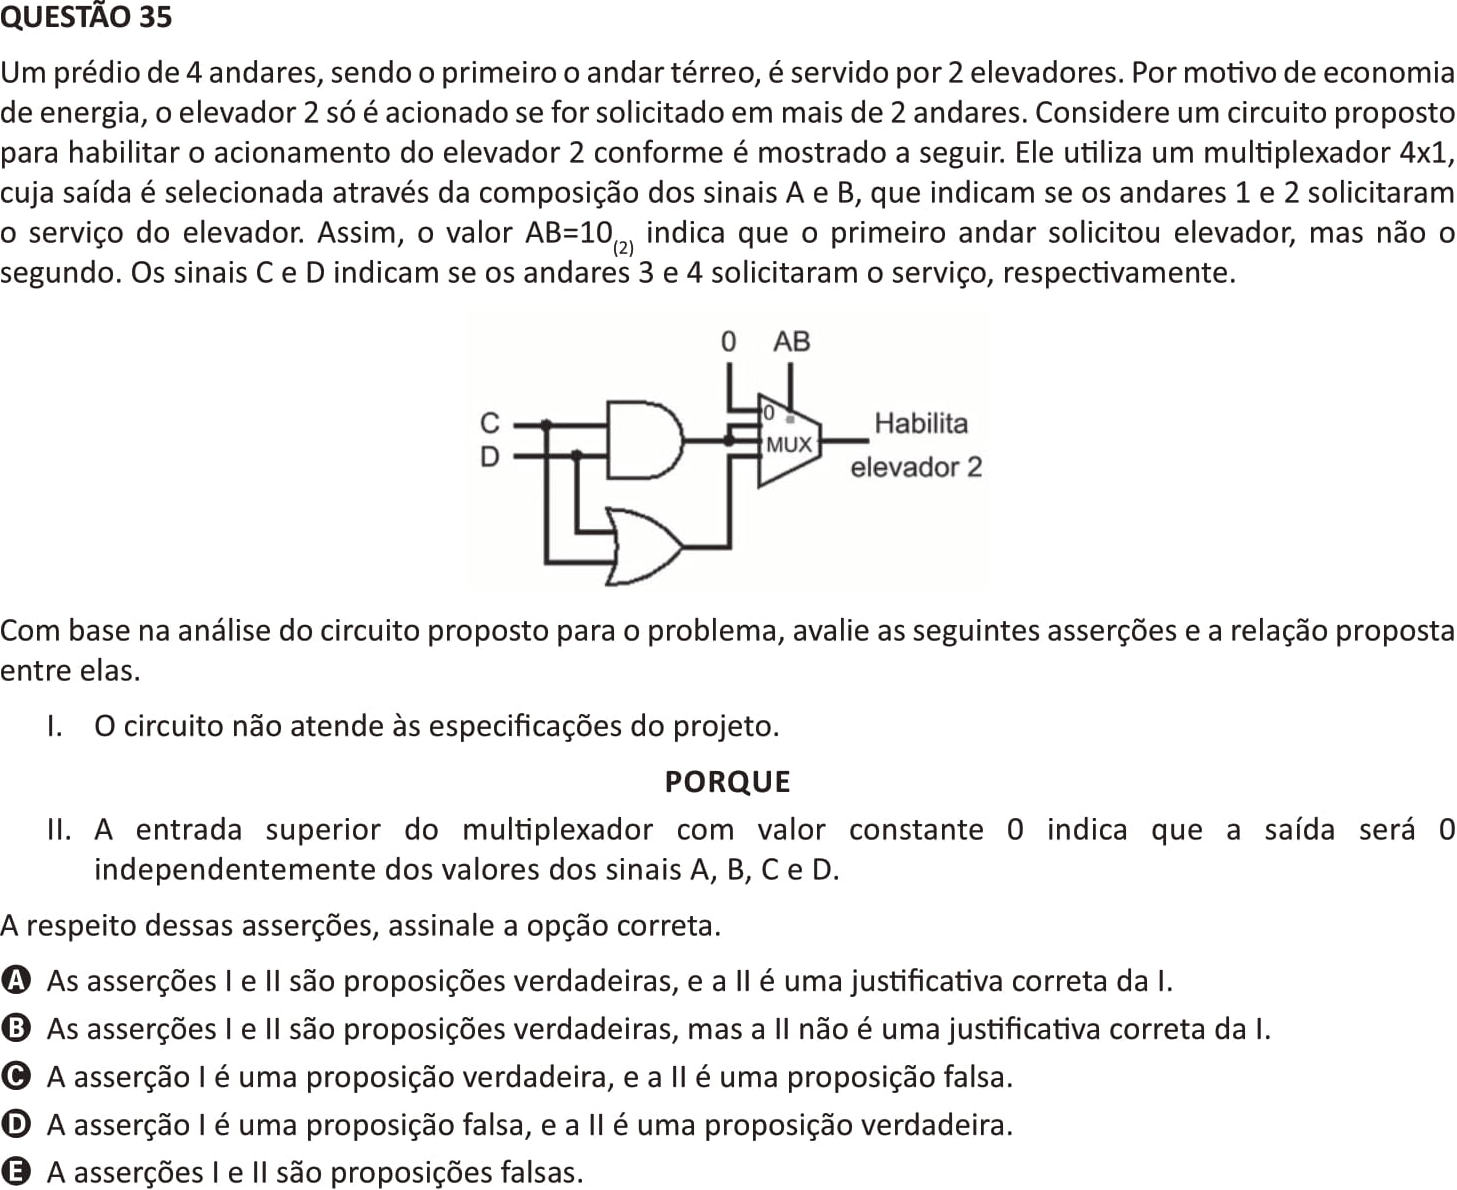 QUESTÃO 35
Um prédio de 4 andares, sendo o primeiro o andar térreo, é servido por 2 elevadores. Por motivo de economia
de energia, o elevador 2 só é acionado se for solicitado em mais de 2 andares. Considere um circuito proposto
para habilitar o acionamento do elevador 2 conforme é mostrado a seguir. Ele utiliza um multiplexador 4x1,
cuja saída é selecionada através da composição dos sinais A e B, que indicam se os andares 1 e 2 solicitaram
o serviço do elevador. Assim, o valor AB=10(2) indica que o primeiro andar solicitou elevador, mas não o
segundo. Os sinais C e D indicam se os andares 3 e 4 solicitaram o serviço, respectivamente.
0 AB
C
D
0
MUX
Habilita
elevador 2
Com base na análise do circuito proposto para o problema, avalie as seguintes asserções e a relação proposta
entre elas.
I. O circuito não atende às especificações do projeto.
PORQUE
II. A entrada superior do multiplexador com valor constante 0 indica que a saída será 0
independentemente dos valores dos sinais A, B, C e D.
A respeito dessas asserções, assinale a opção correta.
A As asserções I e II são proposições verdadeiras, e a II é uma justificativa correta da I.
B As asserções I e II são proposições verdadeiras, mas a II não é uma justificativa correta da I.
C A asserção I é uma proposição verdadeira, e a II é uma proposição falsa.
D A asserção I é uma proposição falsa, e a II é uma proposição verdadeira.
E A asserções I e II são proposições falsas.